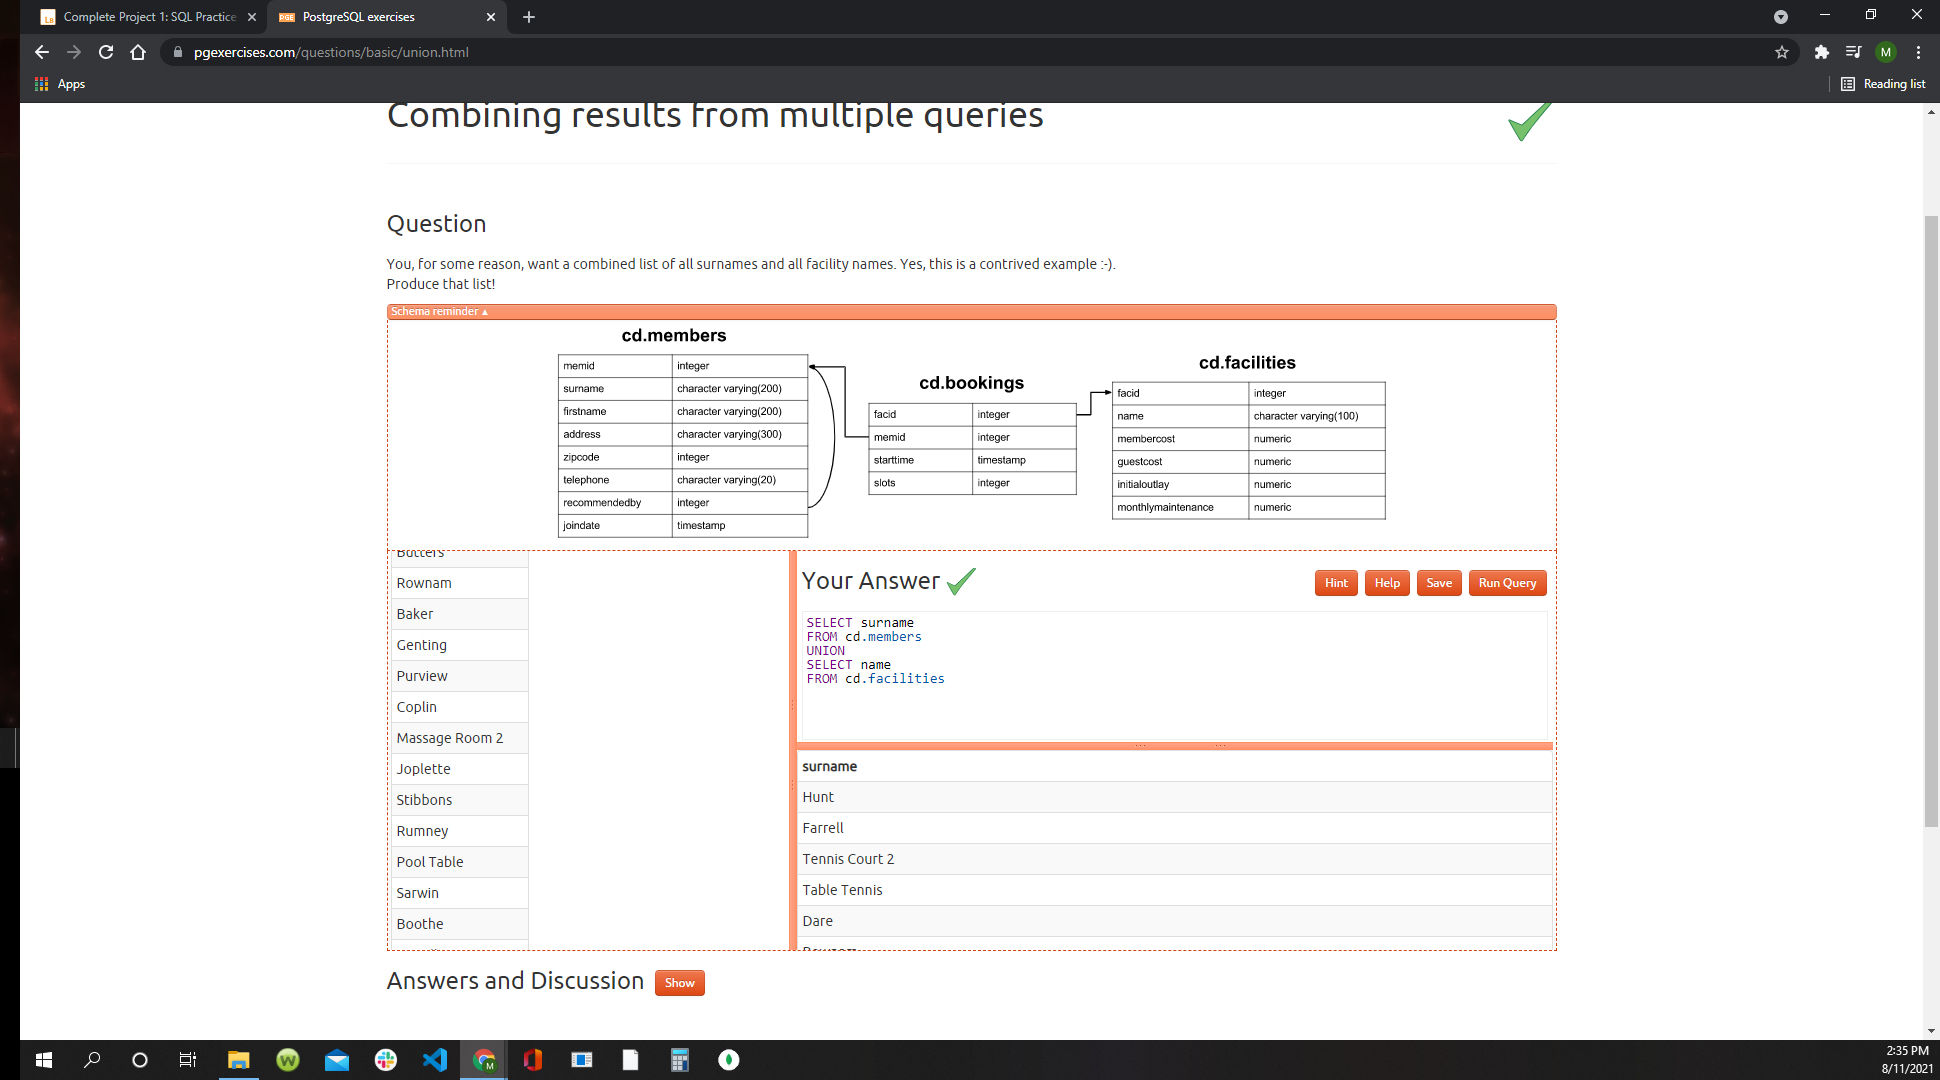 Complete Project 1: SQL Practice
PGE PostgreSQL exercises
pgexercises.com/questions/basic/union.html
M
Apps
Reading list
Combining results from multiple queries
Question
You, for some reason, want a combined list of all surnames and all facility names. Yes, this is a contrived example :-).
Produce that list!
Schema reminder ▲
cd.members
memid integer
surname character varying(200)
firstname character varying(200)
address character varying(300)
zipcode integer
telephone character varying(20)
recommendedby integer
joindate timestamp
cd.bookings
facid integer
memid integer
starttime timestamp
slots integer
cd.facilities
facid integer
name character varying(100)
membercost numeric
guestcost numeric
initialoutlay numeric
monthlymaintenance numeric
Butters
Rownam
Baker
Genting
Purview
Coplin
Massage Room 2
Joplette
Stibbons
Rumney
Pool Table
Sarwin
Boothe
Your Answer
Hint Help Save Run Query
SELECT surname
FROM cd.members
UNION
SELECT name
FROM cd.facilities
surname
Hunt
Farrell
Tennis Court 2
Table Tennis
Dare
Answers and Discussion Show
2:35 PM
8/11/2021